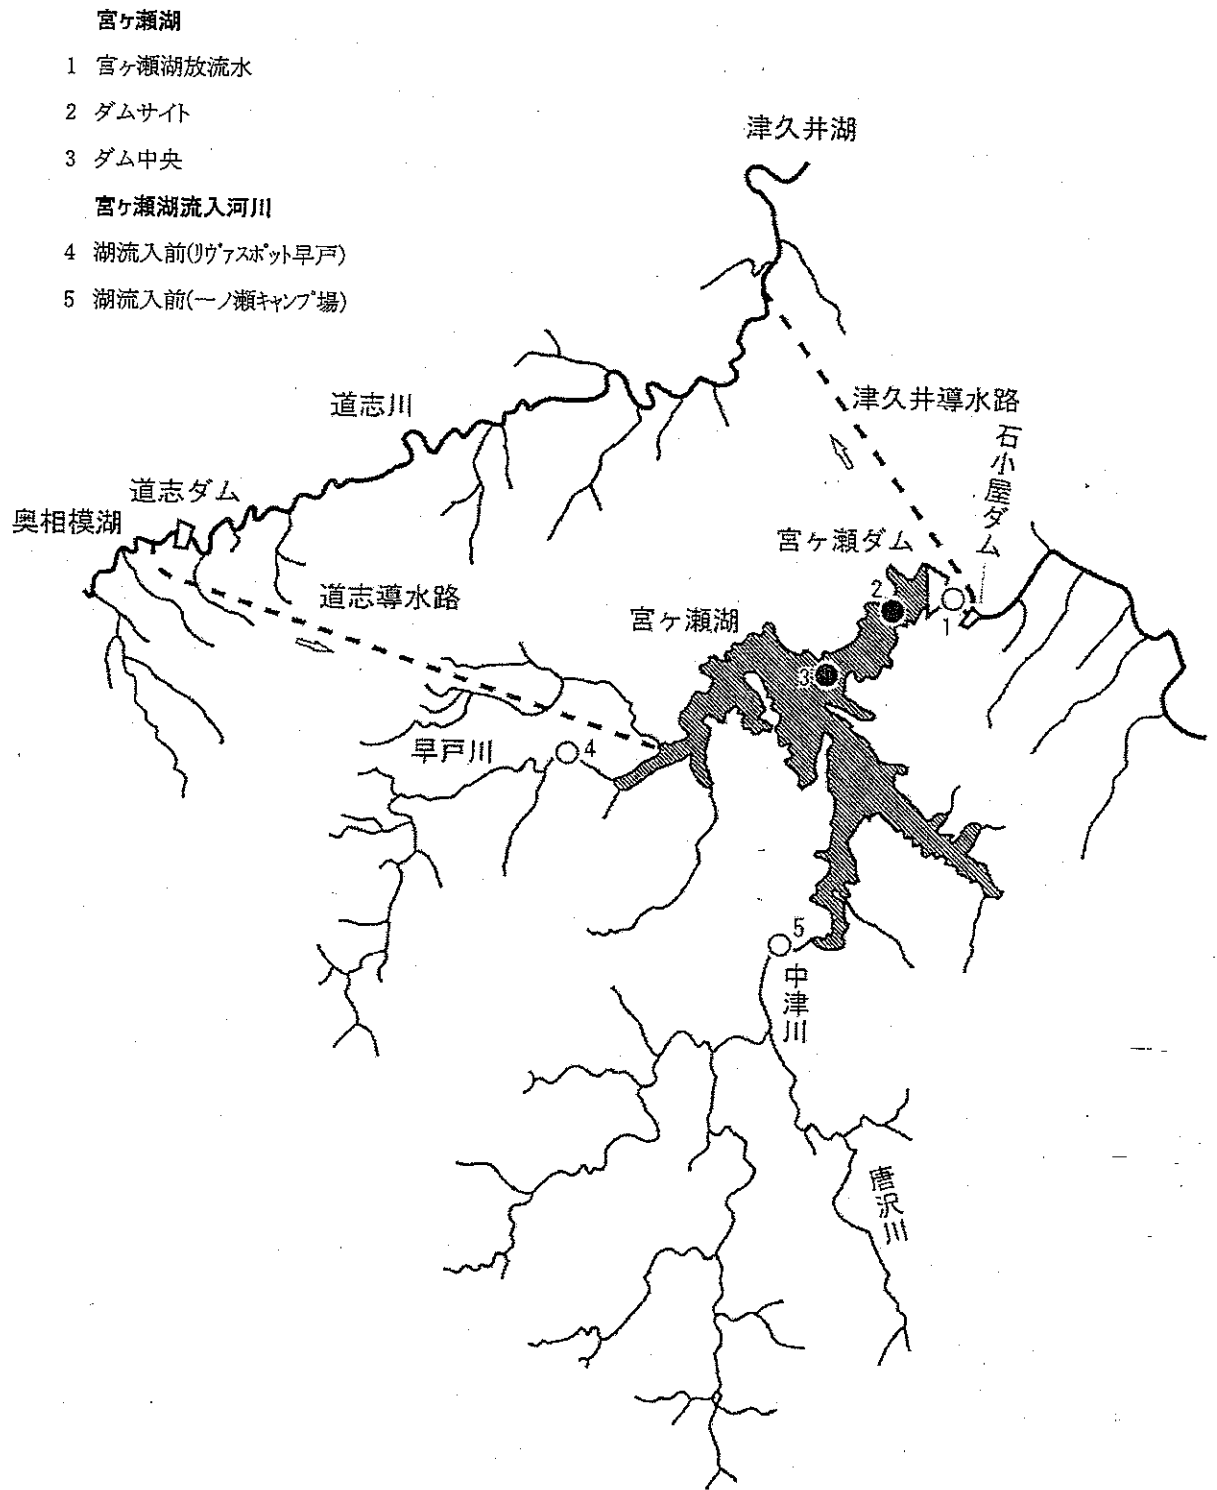 宮ヶ瀬湖
1 宮ヶ瀬湖放流水
2 ダムサイト
3 ダム中央
宮ヶ瀬湖流入河川
4 湖流入前(リヴァスポット早戸)
5 湖流入前(一ノ瀬キャンプ場)
津久井湖
道志川
津久井導水路
石小屋ダム
道志ダム
奥相模湖
宮ヶ瀬ダム
道志導水路
宮ヶ瀬湖
2
1
3
早戸川
4
5
中津川
唐沢川